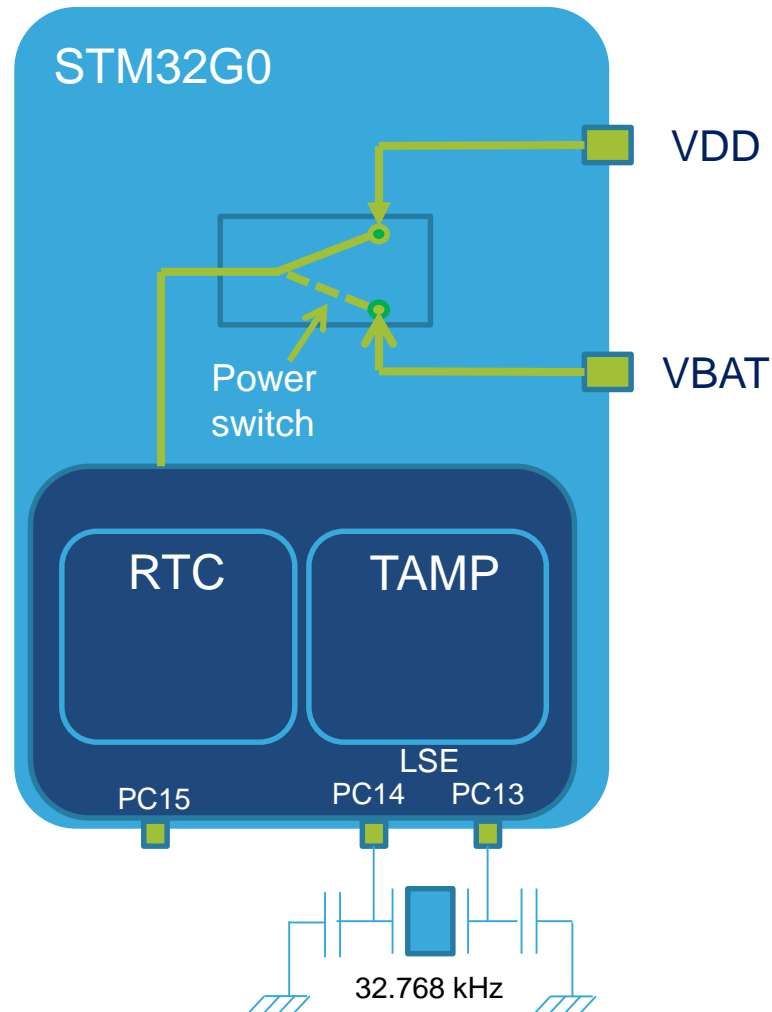 STM32G0
VDD
VBAT
Power
switch
RTC
TAMP
LSE
PC15
PC14
PC13
32.768 kHz